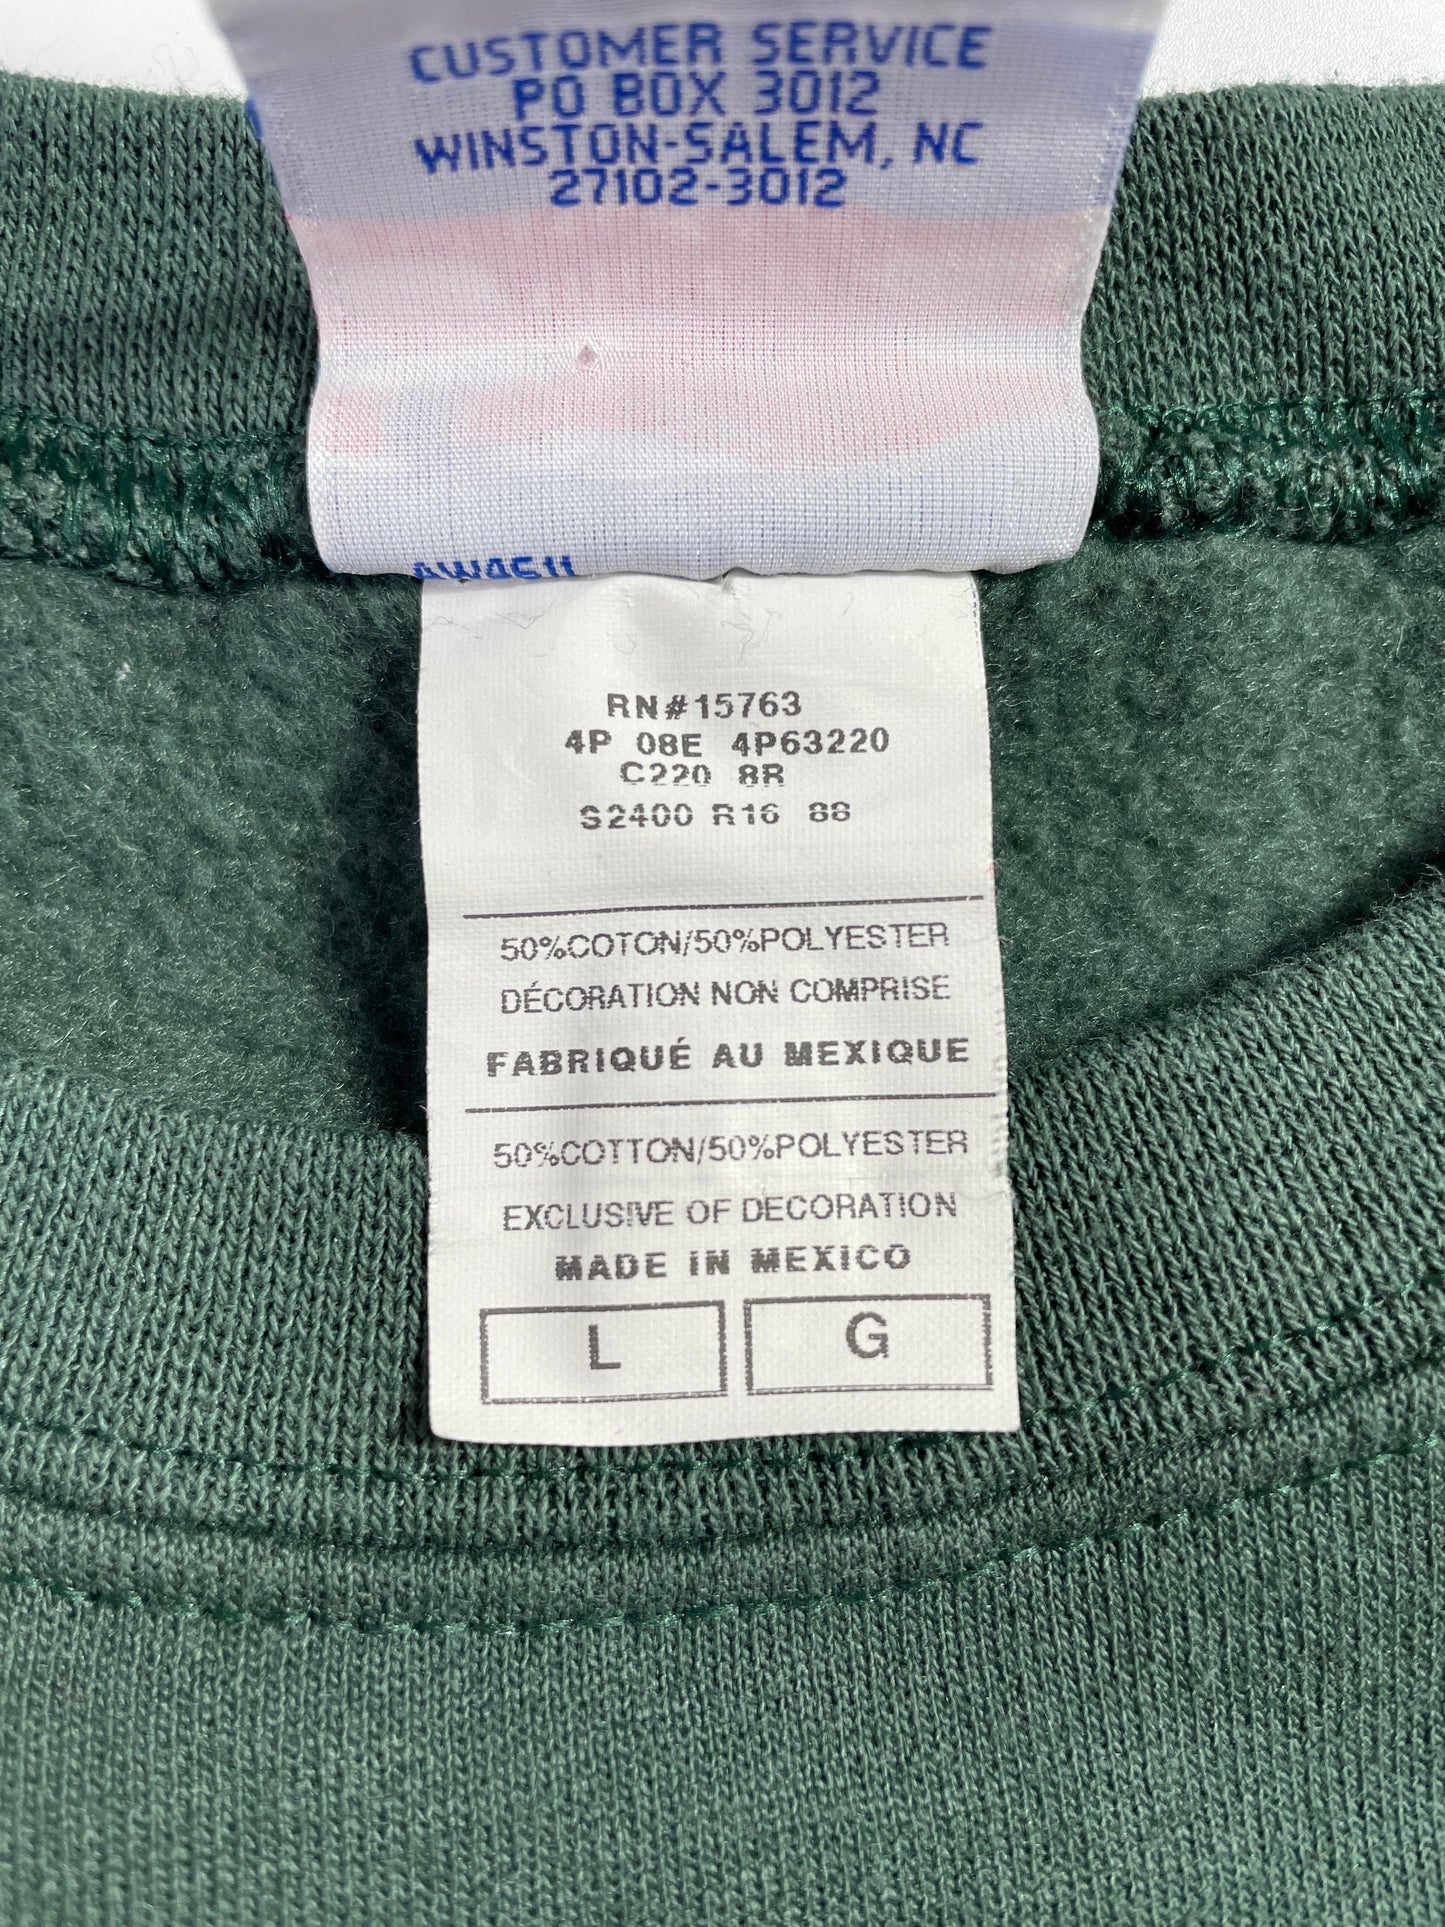 CUSTOMER SERVICE
PO BOX 3012
WINSTON-SALEM, NC
27102-3012
RN#15763
4P 08E 4P63220
C220 8R
S2400 R16 88
50%COTON/50%POLYESTER
DÉCORATION NON COMPRISE
FABRIQUÉ AU MEXIQUE
50%COTTON/50%POLYESTER
EXCLUSIVE OF DECORATION
MADE IN MEXICO
L G